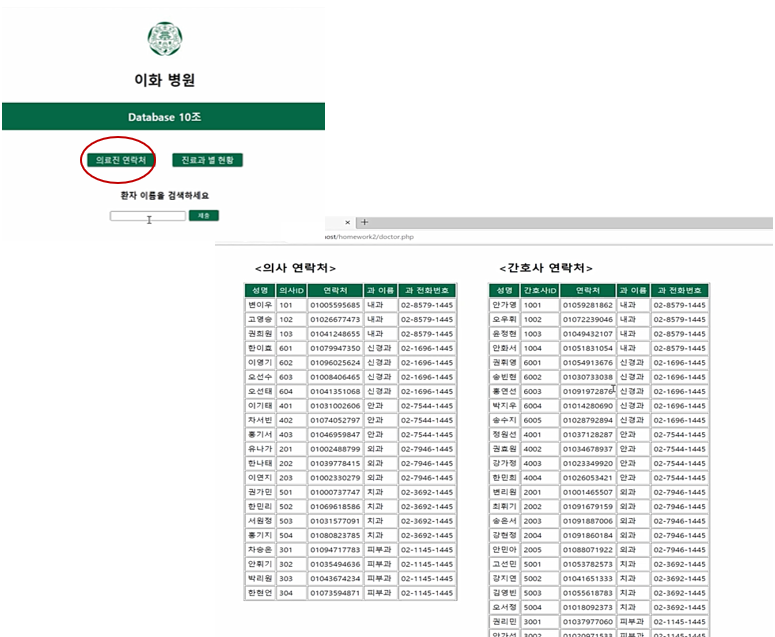 이화 병원
Database 10조
의료진 연락처 진료과 별 현황
환자 이름을 검색하세요
제출
ost/homework2/doctor.php
<의사 연락처>
성명 의사ID 연락처 과 이름 과 전화번호
변이우 101 01005595685 내과 02-8579-1445
고명승 102 01026677473 내과 02-8579-1445
권희원 103 01041248655 내과 02-8579-1445
한이효 601 01079947350 신경과 02-1696-1445
이영기 602 01096025624 신경과 02-1696-1445
오선수 603 01008406465 신경과 02-1696-1445
오선태 604 01041351068 신경과 02-1696-1445
이기태 401 01031002606 안과 02-7544-1445
차서빈 402 01074052797 안과 02-7544-1445
홍기서 403 01046959847 안과 02-7544-1445
유나가 201 01002488799 외과 02-7946-1445
한나태 202 01039778415 외과 02-7946-1445
이연지 203 01002330279 외과 02-7946-1445
권가민 501 01000737747 치과 02-3692-1445
한민리 502 01069618586 치과 02-3692-1445
서원정 503 01031577091 치과 02-3692-1445
홍기지 504 01080823785 치과 02-3692-1445
차승은 301 01094717783 피부과 02-1145-1445
안휘기 302 01035494636 피부과 02-1145-1445
박리원 303 01043674234 피부과 02-1145-1445
한현언 304 01073594871 피부과 02-1145-1445
<간호사 연락처>
성명 간호사ID 연락처 과 이름 과 전화번호
안가영 1001 01059281862 내과 02-8579-1445
오우휘 1002 01072239046 내과 02-8579-1445
윤정현 1003 01049432107 내과 02-8579-1445
안화서 1004 01051831054 내과 02-8579-1445
권휘영 6001 01054913676 신경과 02-1696-1445
송빈현 6002 01030733038 신경과 02-1696-1445
홍연선 6003 01091972876 신경과 02-1696-1445
박지우 6004 01014280690 신경과 02-1696-1445
송수지 6005 01028792894 신경과 02-1696-1445
정원선 4001 01037128287 안과 02-7544-1445
권효원 4002 01034678937 안과 02-7544-1445
강가정 4003 01023349920 안과 02-7544-1445
한민희 4004 01026053421 안과 02-7544-1445
변리원 2001 01001465507 외과 02-7946-1445
최휘기 2002 01091679159 외과 02-7946-1445
송윤서 2003 01091887006 외과 02-7946-1445
강현정 2004 01091860184 외과 02-7946-1445
안민아 2005 01088071922 외과 02-7946-1445
고선민 5001 01053782573 치과 02-3692-1445
강지연 5002 01041651333 치과 02-3692-1445
김영빈 5003 01055618783 치과 02-3692-1445
오서정 5004 01018092373 치과 02-3692-1445
권리민 3001 01037977060 피부과 02-1145-1445
안가선 3002 01020971533 피부과 02-1145-1445